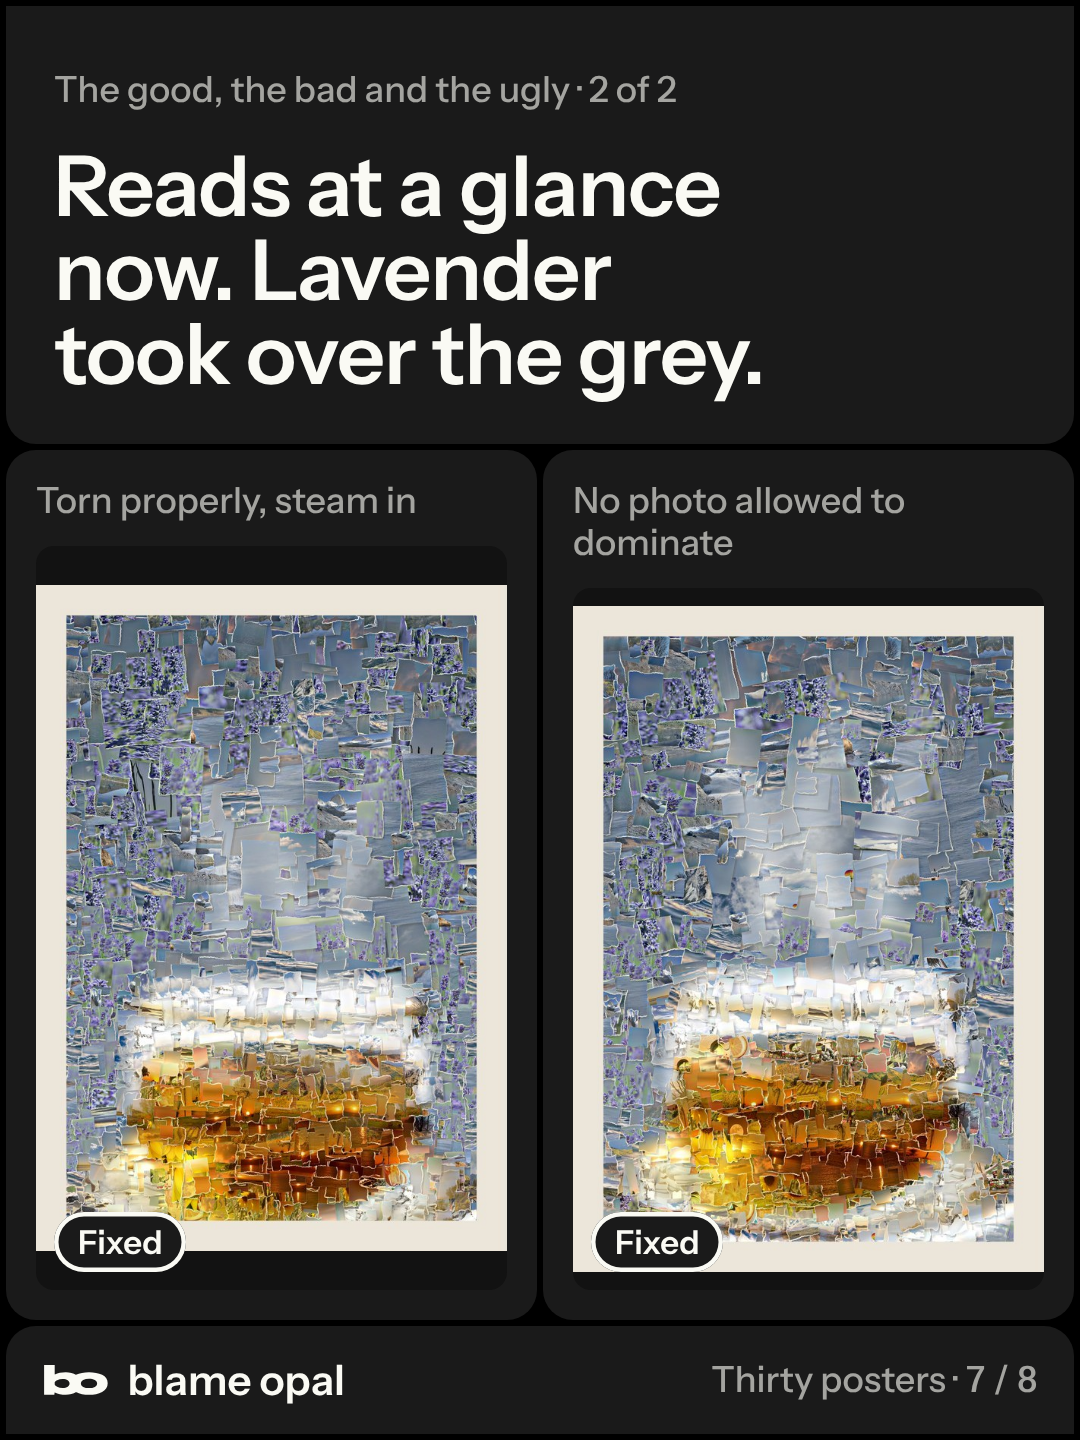 The good, the bad and the ugly · 2 of 2
Reads at a glance
now. Lavender
took over the grey.
Torn properly, steam in
No photo allowed to
dominate
Fixed
Fixed
bo blame opal
Thirty posters · 7 / 8